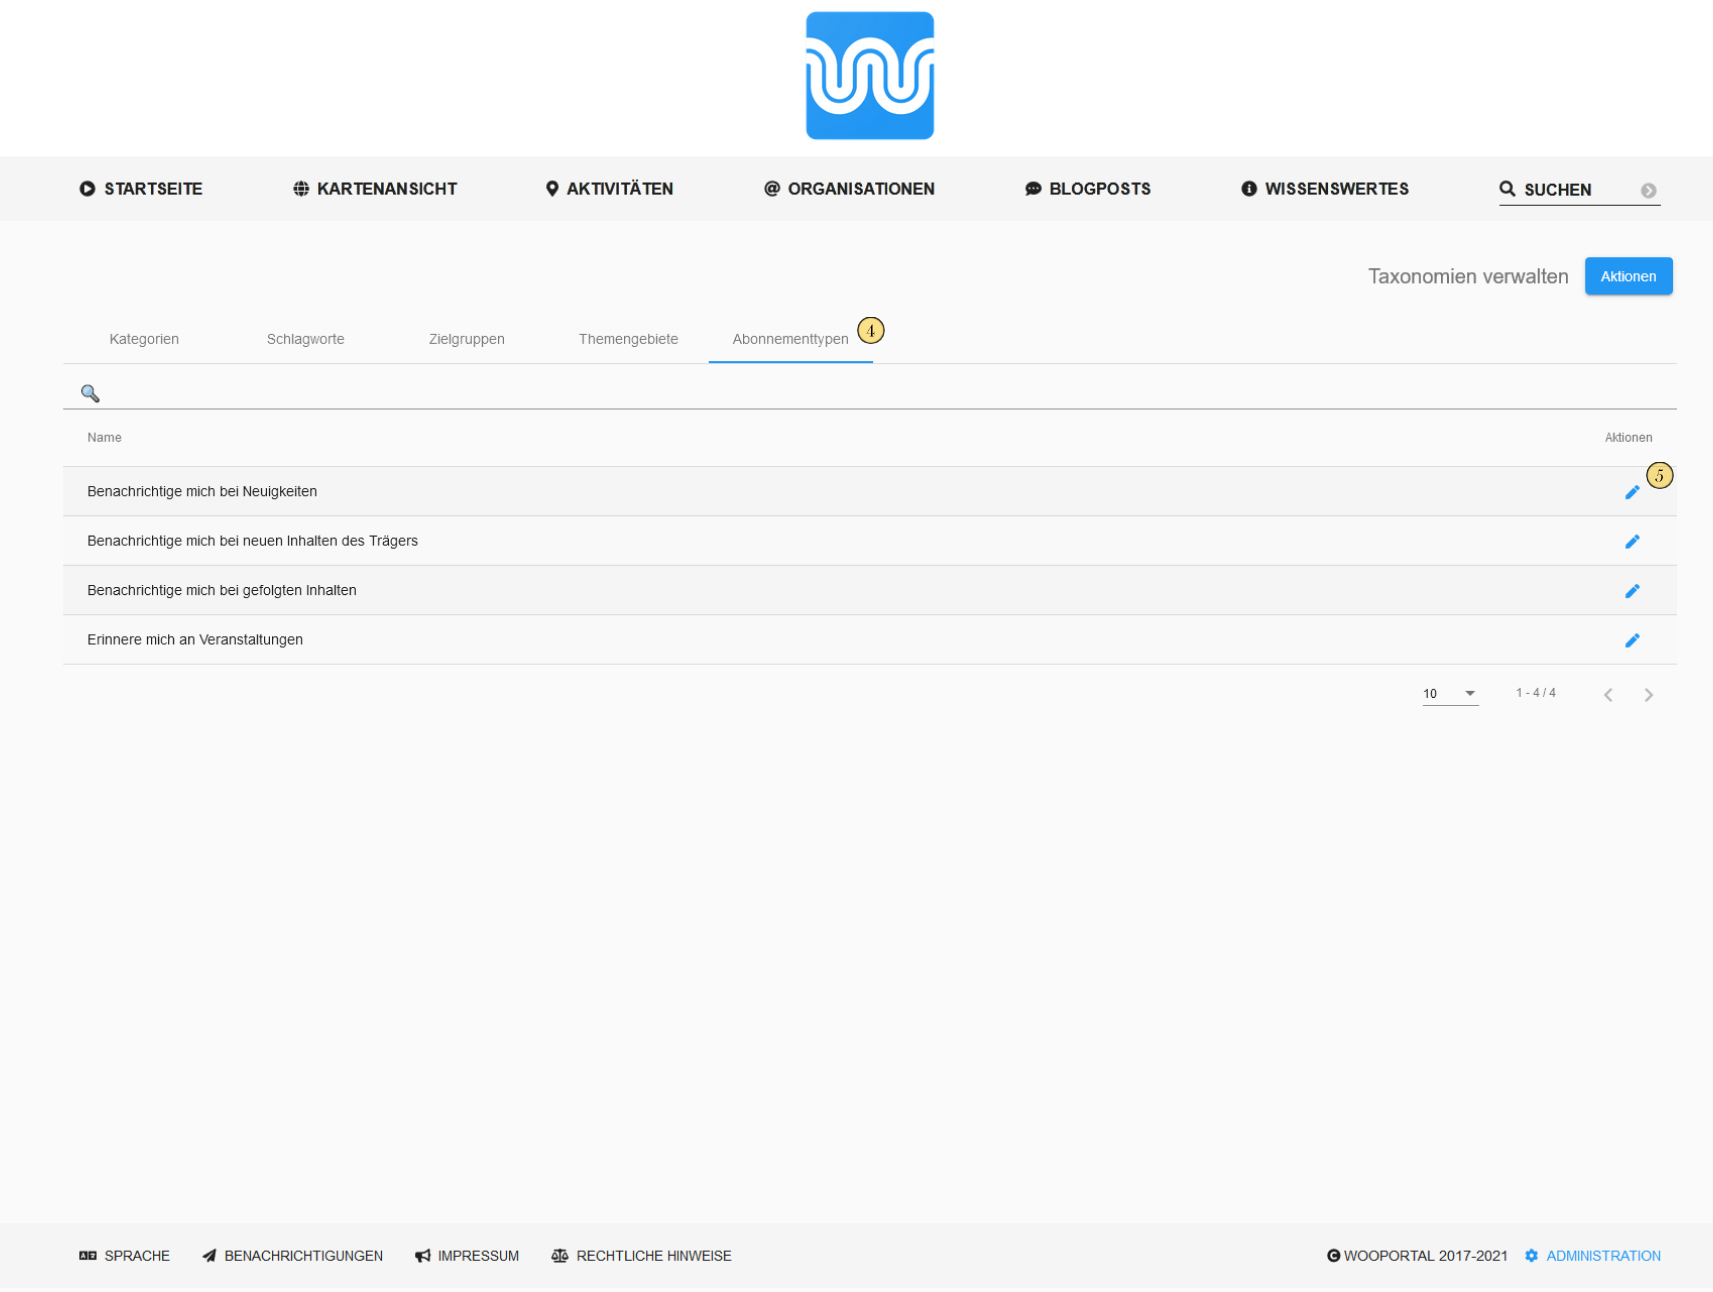 STARTSEITE KARTENANSICHT AKTIVITÄTEN ORGANISATIONEN BLOGPOSTS WISSENSWERTES SUCHEN
Taxonomien verwalten Aktionen
Kategorien Schlagworte Zielgruppen Themengebiete Abonnementtypen 4
Name Aktionen
5
Benachrichtige mich bei Neuigkeiten
Benachrichtige mich bei neuen Inhalten des Trägers
Benachrichtige mich bei gefolgten Inhalten
Erinnere mich an Veranstaltungen
10 1 - 4 / 4
SPRACHE BENACHRICHTIGUNGEN IMPRESSUM RECHTLICHE HINWEISE © WOOPORTAL 2017-2021 ADMINISTRATION